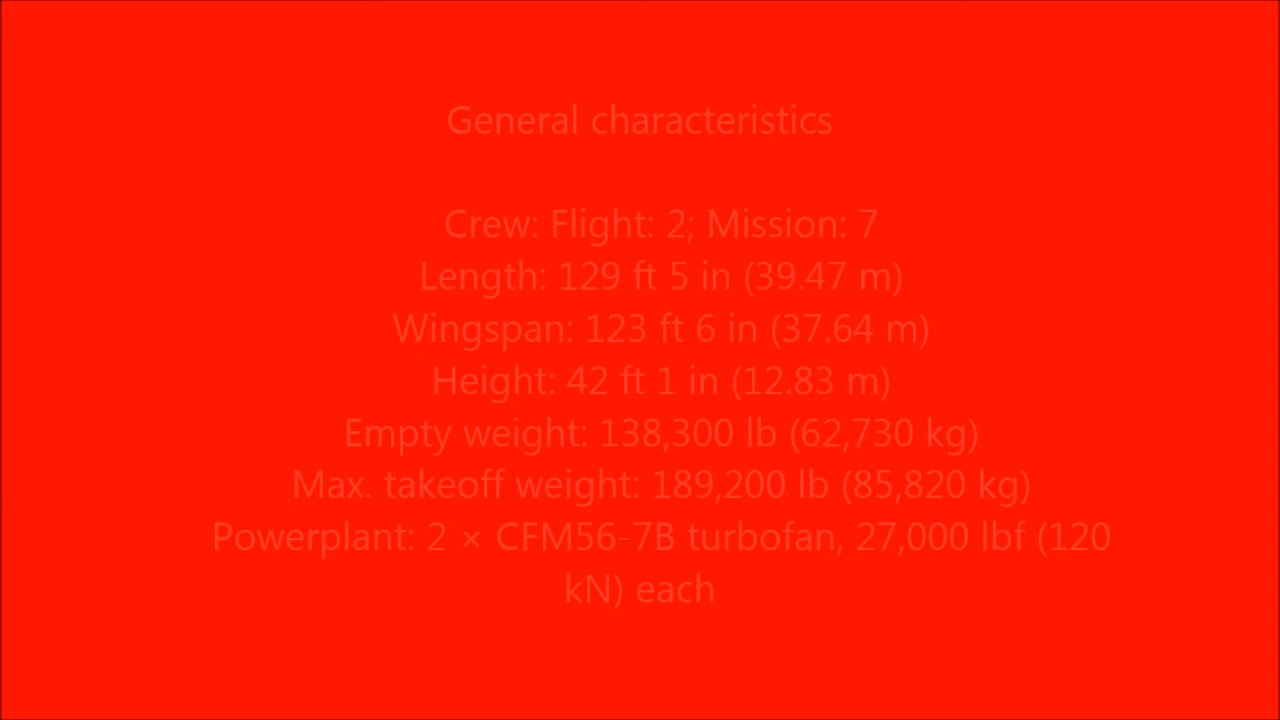 General characteristics
Crew: Flight: 2; Mission: 7
Length: 129 ft 5 in (39.47 m)
Wingspan: 123 ft 6 in (37.64 m)
Height: 42 ft 1 in (12.83 m)
Empty weight: 138,300 lb (62,730 kg)
Max. takeoff weight: 189,200 lb (85,820 kg)
Powerplant: 2 × CFM56-7B turbofan, 27,000 lbf (120
kN) each